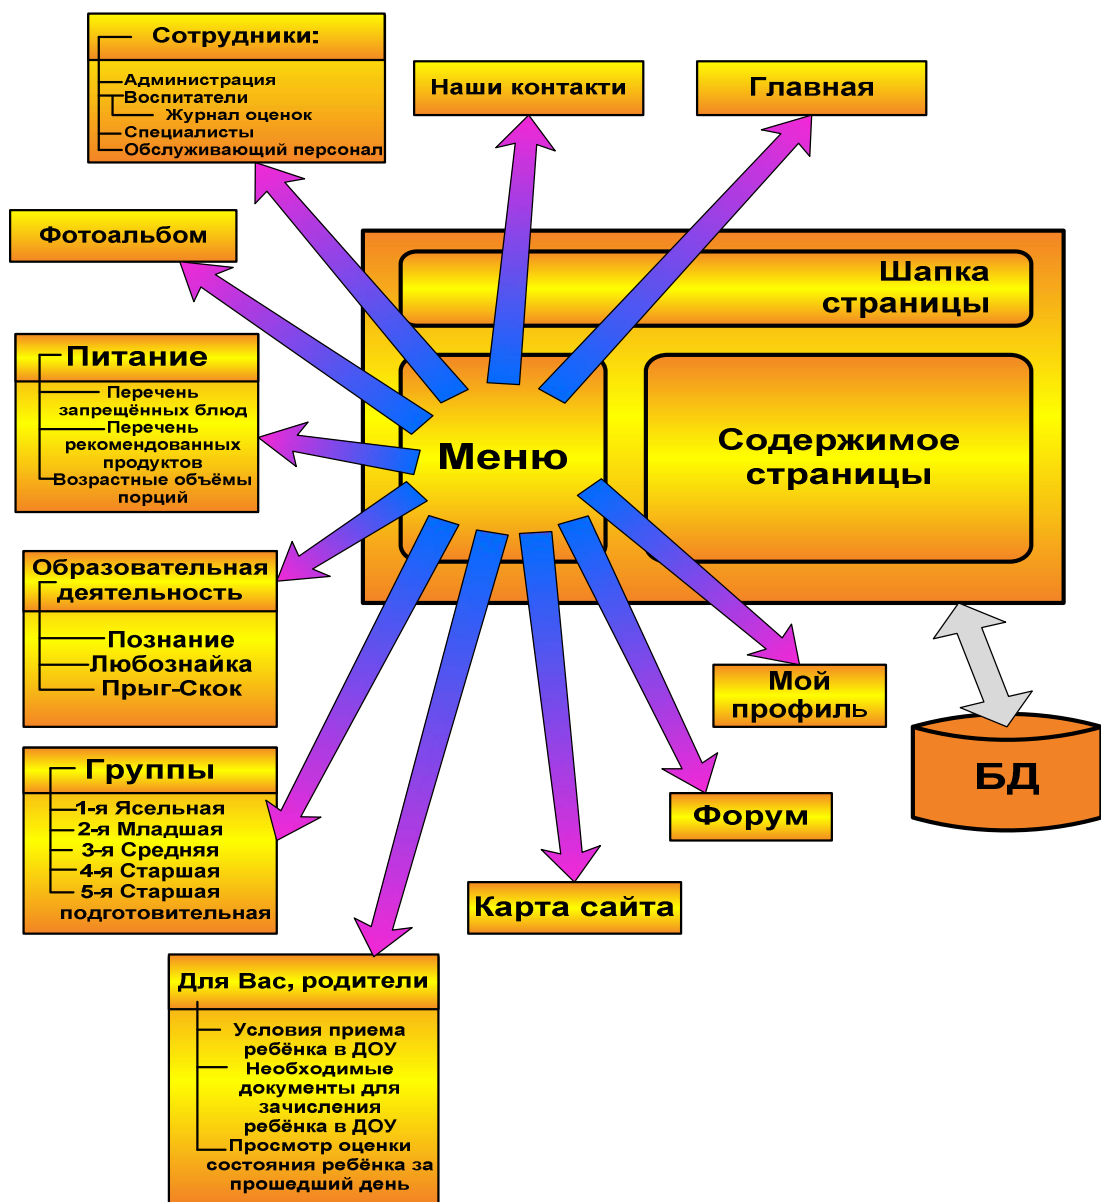 Сотрудники:
Администрация
Воспитатели
Журнал оценок
Специалисты
Обслуживающий персонал
Наши контакти
Главная
Фотоальбом
Шапка
страницы
Питание
Перечень
запрещённых блюд
Перечень
рекомендованных
продуктов
Возрастные объёмы
порций
Меню
Содержимое
страницы
Образовательная
деятельность
Познание
Любознайка
Прыг-Скок
Мой
профиль
БД
Группы
1-я Ясельная
2-я Младшая
3-я Средняя
4-я Старшая
5-я Старшая
подготовительная
Форум
Карта сайта
Для Вас, родители
Условия приема
ребёнка в ДОУ
Необходимые
документы для
зачисления
ребёнка в ДОУ
Просмотр оценки
состояния ребёнка за
прошедший день